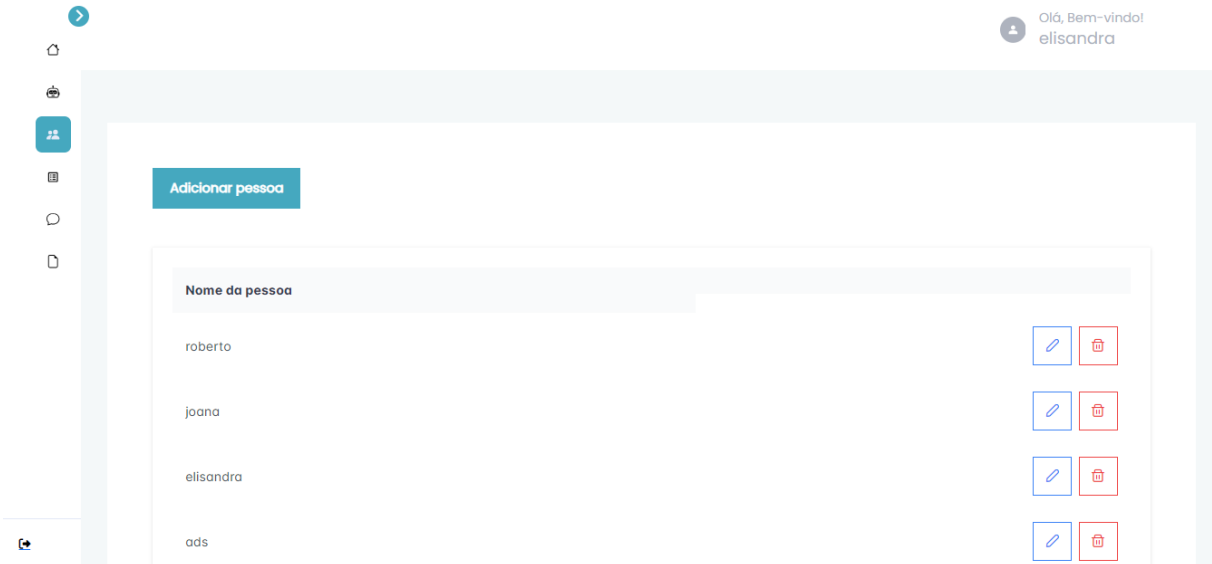 Olá, Bem-vindo!
elisandra
Adicionar pessoa
Nome da pessoa
roberto
joana
elisandra
ads